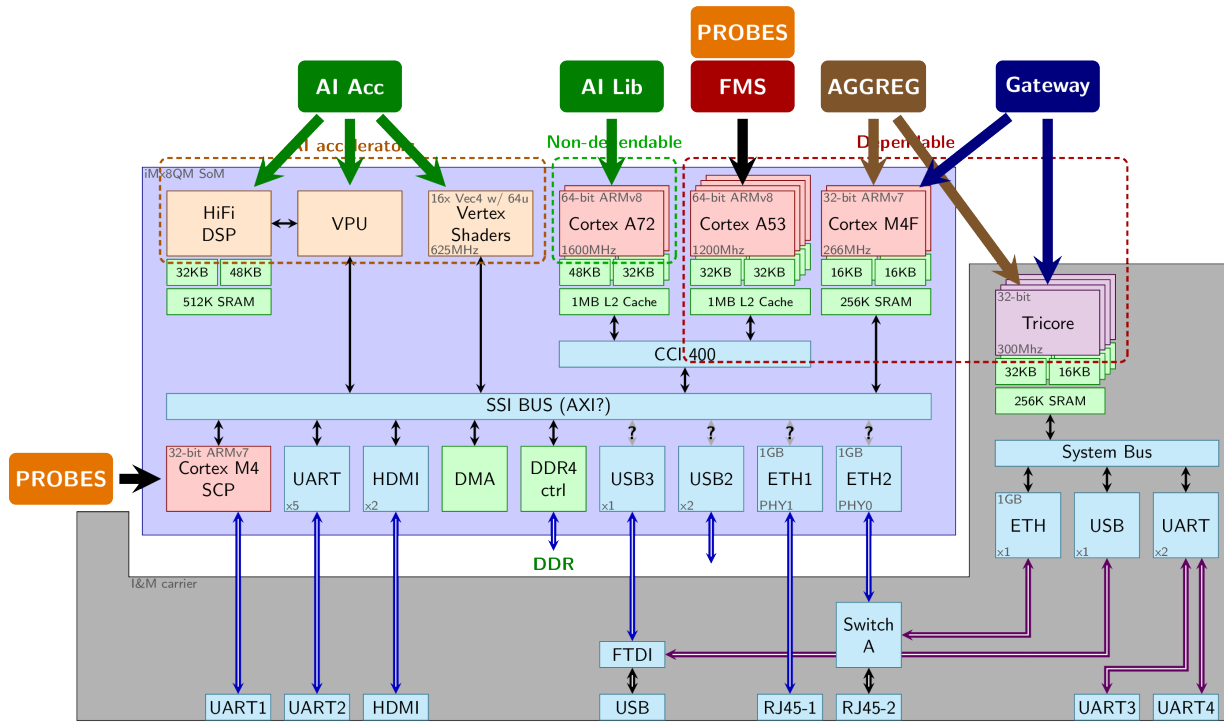 PROBES
AI Acc
AI Lib
FMS
AGGREG
Gateway
AI accelerators
Non-dependable
Dependable
iMx8QM SoM
HiFi
DSP
VPU
16x Vec4 w/ 64u
Vertex
Shaders
625MHz
64-bit ARMv8
Cortex A72
1600MHz
64-bit ARMv8
Cortex A53
1200Mhz
32-bit ARMv7
Cortex M4F
266MHz
32KB
48KB
48KB
32KB
32KB
32KB
16KB
16KB
512K SRAM
1MB L2 Cache
1MB L2 Cache
256K SRAM
32-bit
Tricore
300Mhz
32KB
16KB
256K SRAM
CCI 400
SSI BUS (AXI?)
?
?
?
?
System Bus
PROBES
32-bit ARMv7
Cortex M4
SCP
UART
x5
HDMI
x2
DMA
DDR4
ctrl
USB3
x1
USB2
x2
1GB
ETH1
PHY1
1GB
ETH2
PHY0
1GB
ETH
x1
USB
x1
UART
x2
DDR
I&M carrier
Switch
A
FTDI
UART1
UART2
HDMI
USB
RJ45-1
RJ45-2
UART3
UART4